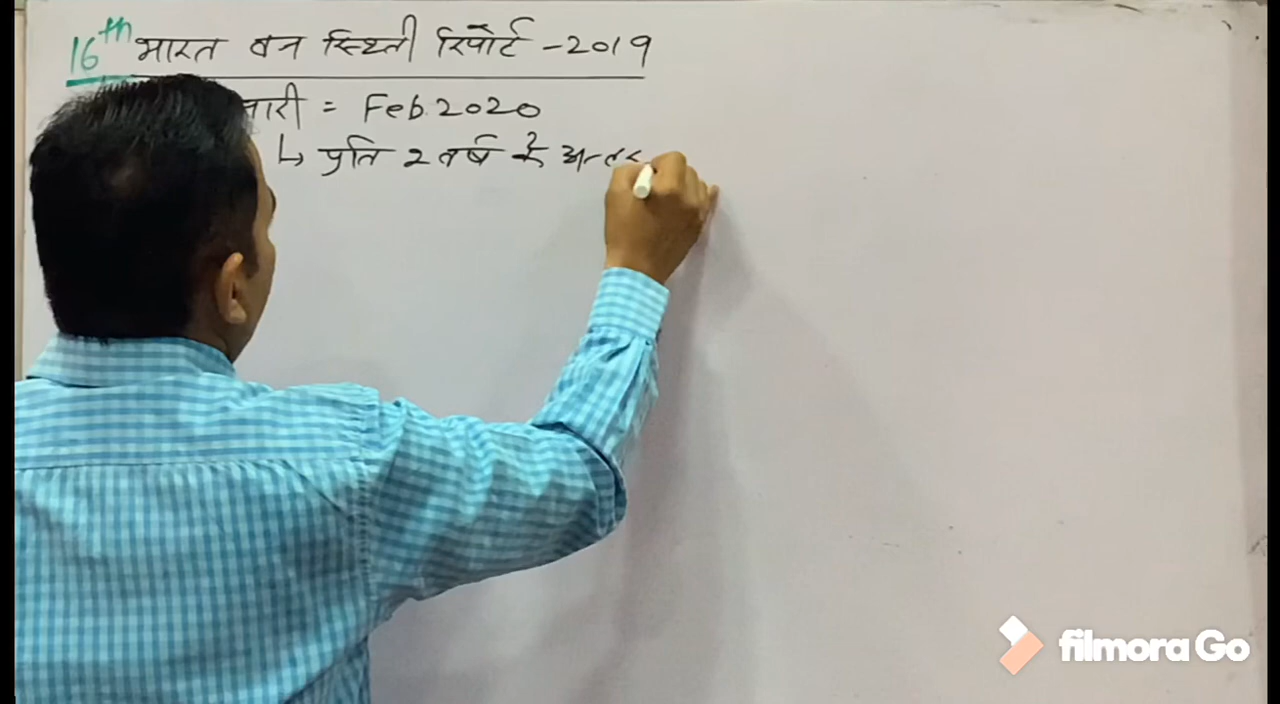 16th भारत वन स्थिती रिपोर्ट -2019
जारी = Feb. 2020
↳ प्रति 2 वर्ष के
filmora Go